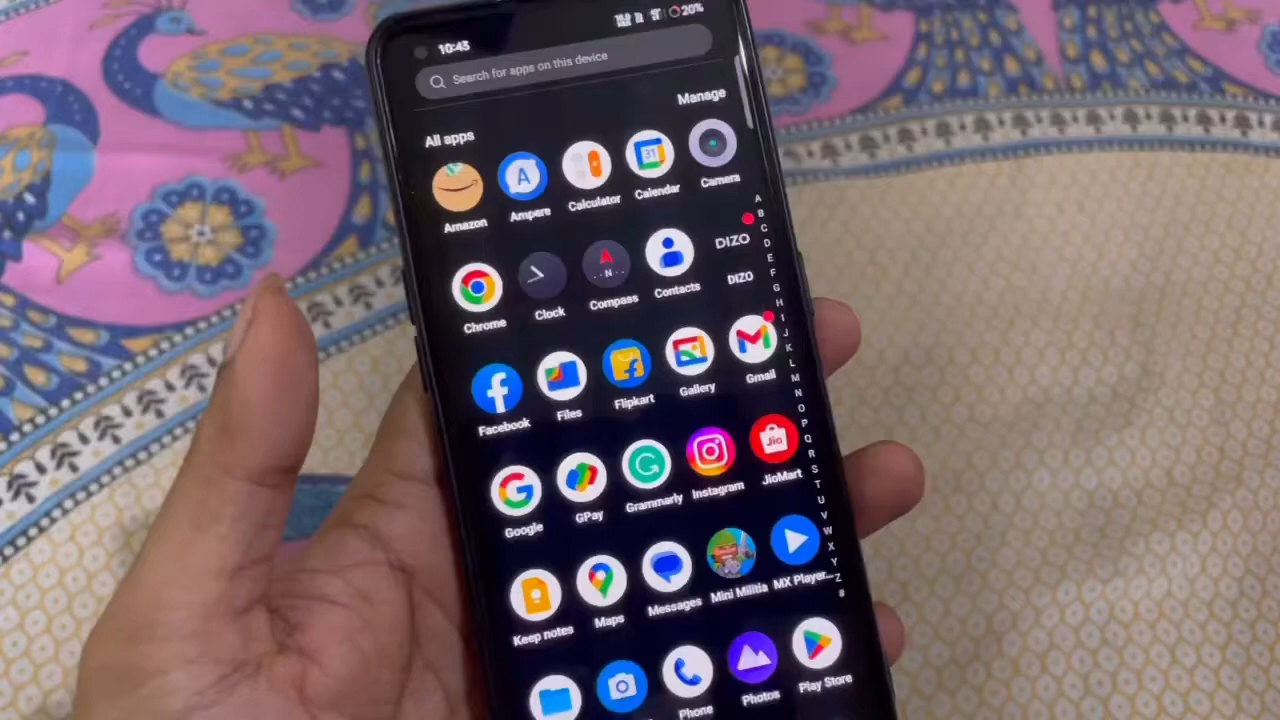 10:43
20%
Search for apps on this device
Manage
All apps
Amazon
Ampere
Calculator
Calendar
Camera
Chrome
Clock
Compass
Contacts
DIZO
DIZO
Facebook
Files
Flipkart
Gallery
Gmail
Google
GPay
Grammarly
Instagram
JioMart
Keep notes
Maps
Messages
Mini Militia
MX Player...
Phone
Photos
Play Store
A
31
A
N
Jio
A
B
C
D
E
F
G
H
I
J
K
L
M
N
O
P
Q
R
S
T
U
V
W
X
Y
Z
#